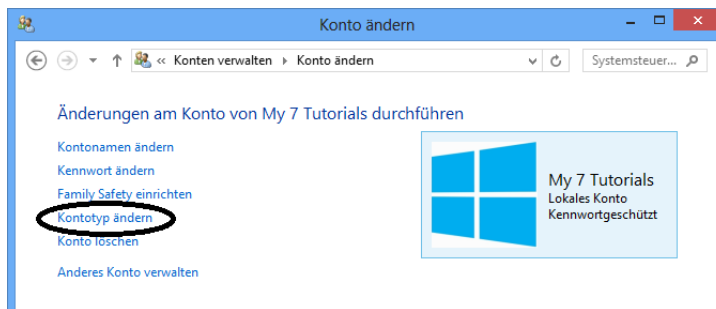 Konto ändern
« Konten verwalten Konto ändern Systemsteuer...
Änderungen am Konto von My 7 Tutorials durchführen
Kontonamen ändern
Kennwort ändern
Family Safety einrichten
Kontotyp ändern
Konto löschen
Anderes Konto verwalten
My 7 Tutorials
Lokales Konto
Kennwortgeschützt